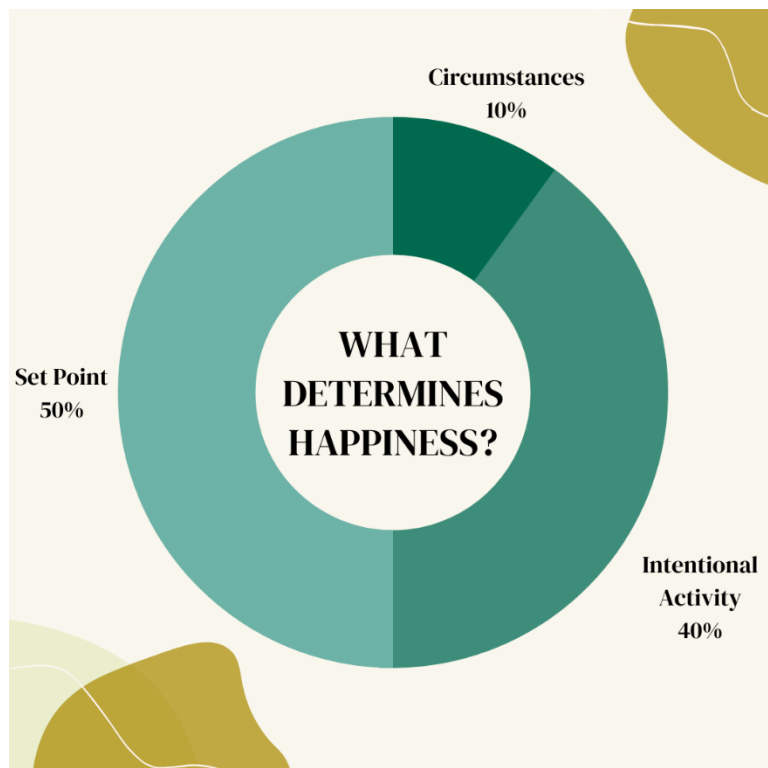 Circumstances
10%
WHAT
DETERMINES
HAPPINESS?
Set Point
50%
Intentional
Activity
40%